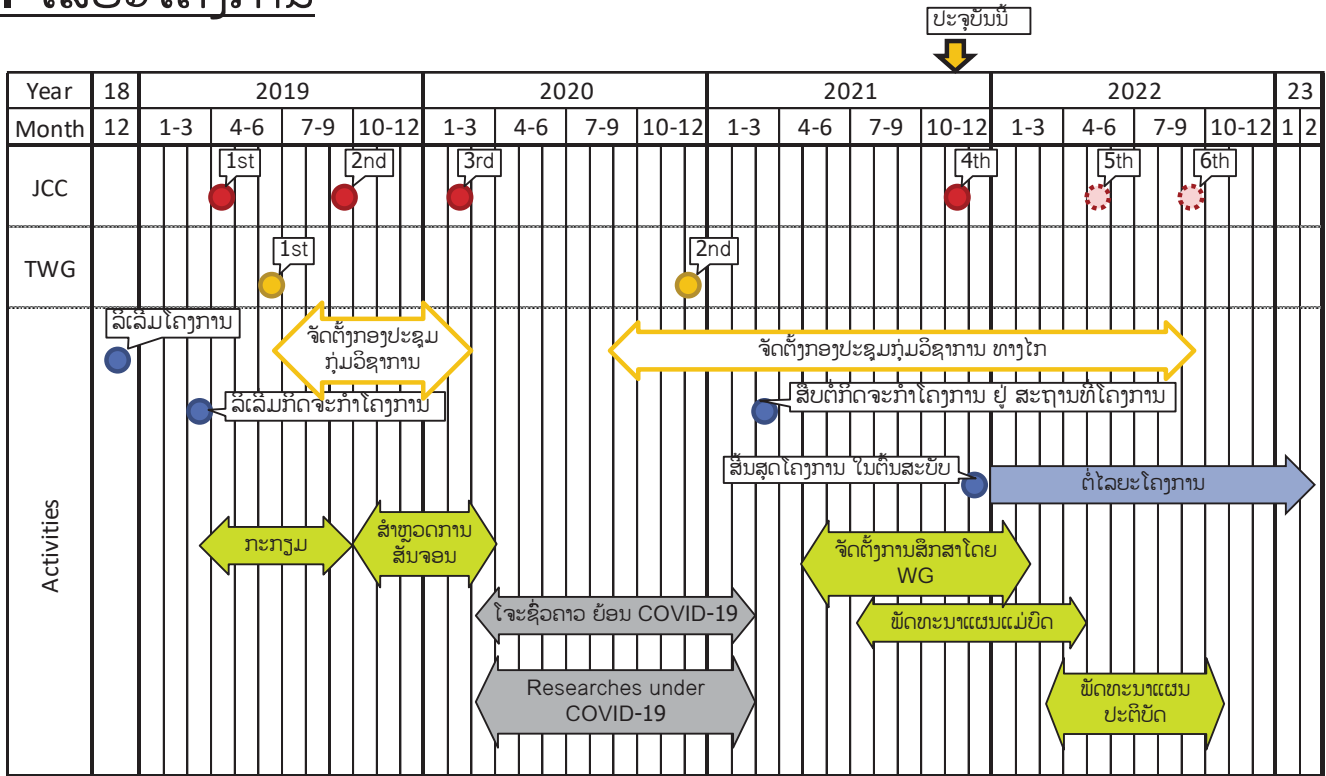 ໄລຍະໂຄງການ
ປະຈຸບັນນີ້
Year 18 2019 2020 2021 2022 23
Month 12 1-3 4-6 7-9 10-12 1-3 4-6 7-9 10-12 1-3 4-6 7-9 10-12 1-3 4-6 7-9 10-12 1 2
JCC
1st 2nd 3rd 4th 5th 6th
TWG
1st 2nd
Activities
ລິເລີ່ມໂຄງການ
ຈັດຕັ້ງກອງປະຊຸມ
ກຸ່ມວິຊາການ
ຈັດຕັ້ງກອງປະຊຸມກຸ່ມວິຊາການ ທາງໄກ
ລິເລີ່ມກິດຈະກຳໂຄງການ
ສືບຕໍ່ກິດຈະກຳໂຄງການ ຢູ່ ສະຖານທີ່ໂຄງການ
ສິ້ນສຸດໂຄງການ ໃນຕົ້ນສະບັບ
ຕໍ່ໄລຍະໂຄງການ
ກະກຽມ
ສຳຫຼວດການ
ສັນຈອນ
ຈັດຕັ້ງການສຶກສາໂດຍ
WG
ໂຈະຊົ່ວຄາວ ຍ້ອນ COVID-19
ພັດທະນາແຜນແມ່ບົດ
Researches under
COVID-19
ພັດທະນາແຜນ
ປະຕິບັດ